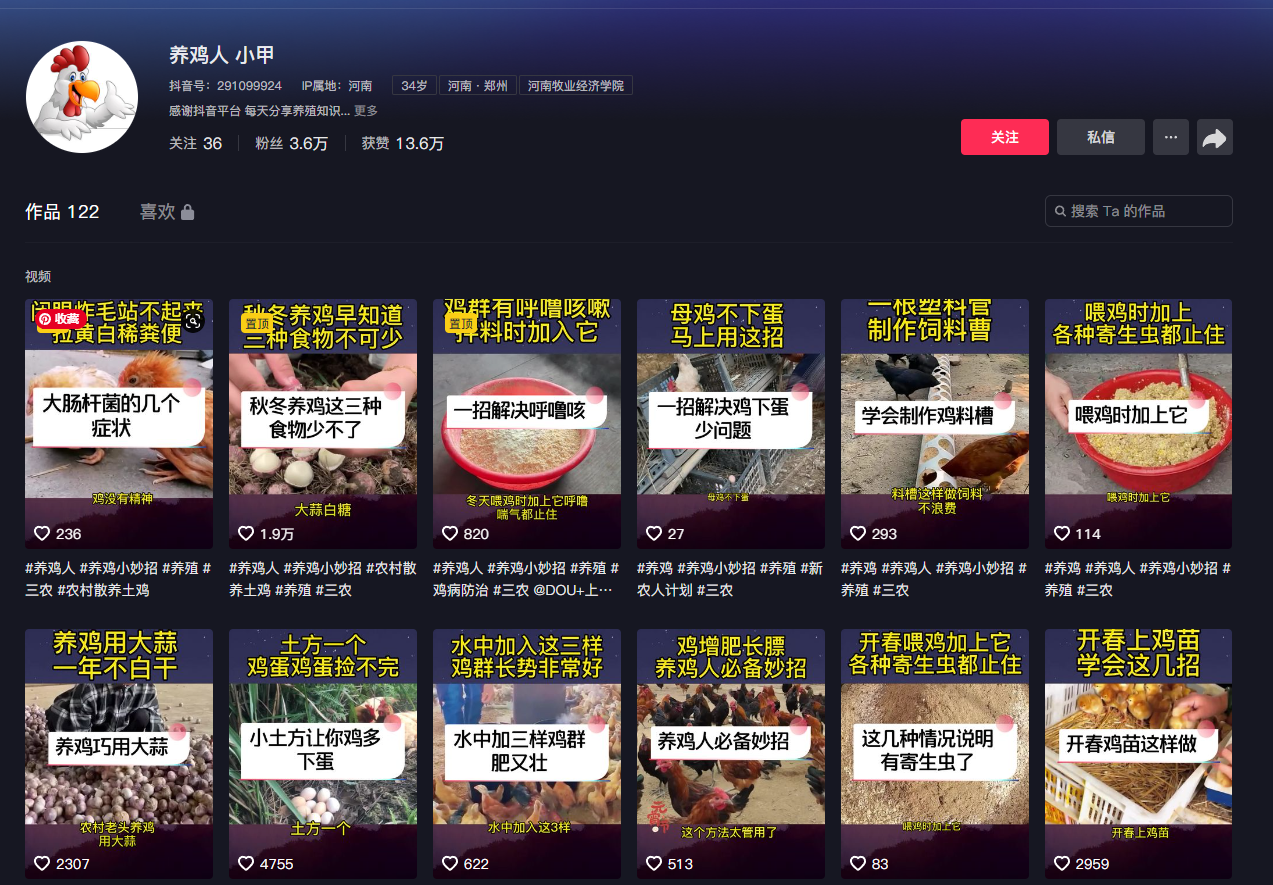 养鸡人 小甲
抖音号：291099924 IP属地：河南 34岁 河南 · 郑州 河南牧业经济学院
感谢抖音平台 每天分享养殖知识... 更多
关注 36 粉丝 3.6万 获赞 13.6万
关注 私信 ...
作品 122 喜欢
搜索 Ta 的作品
视频
收藏
拉黄白稀粪便
大肠杆菌的几个
症状
鸡没有精神
236
#养鸡人 #养鸡小妙招 #养殖 #
三农 #农村散养土鸡
置顶
秋冬养鸡早知道
三种食物不可少
秋冬养鸡这三种
食物少不了
大蒜白糖
1.9万
#养鸡人 #养鸡小妙招 #农村散
养土鸡 #养殖 #三农
置顶
鸡群有呼噜咳嗽
拌料时加入它
一招解决呼噜咳
冬天喂鸡时加上它呼噜
喘气都止住
820
#养鸡人 #养鸡小妙招 #养殖 #
鸡病防治 #三农 @DOU+上…
母鸡不下蛋
马上用这招
一招解决鸡下蛋
少问题
母鸡不下蛋
27
#养鸡 #养鸡小妙招 #养殖 #新
农人计划 #三农
一根塑料管
制作饲料曹
学会制作鸡料槽
料槽这样做饲料
不浪费
293
#养鸡 #养鸡人 #养鸡小妙招 #
养殖 #三农
喂鸡时加上
各种寄生虫都止住
喂鸡时加上它
喂鸡时加上它
114
#养鸡 #养鸡人 #养鸡小妙招 #
养殖 #三农
养鸡用大蒜
一年不白干
养鸡巧用大蒜
农村老头养鸡
用大蒜
2307
土方一个
鸡蛋鸡蛋捡不完
小土方让你鸡多
下蛋
土方一个
4755
水中加入这三样
鸡群长势非常好
水中加三样鸡群
肥又壮
水中加入这3样
622
鸡增肥长膘
养鸡人必备妙招
养鸡人必备妙招
这个方法太管用了
513
开春喂鸡加上它
各种寄生虫都止住
这几种情况说明
有寄生虫了
喂鸡时加上它
83
开春上鸡苗
学会这几招
开春鸡苗这样做
开春上鸡苗
2959